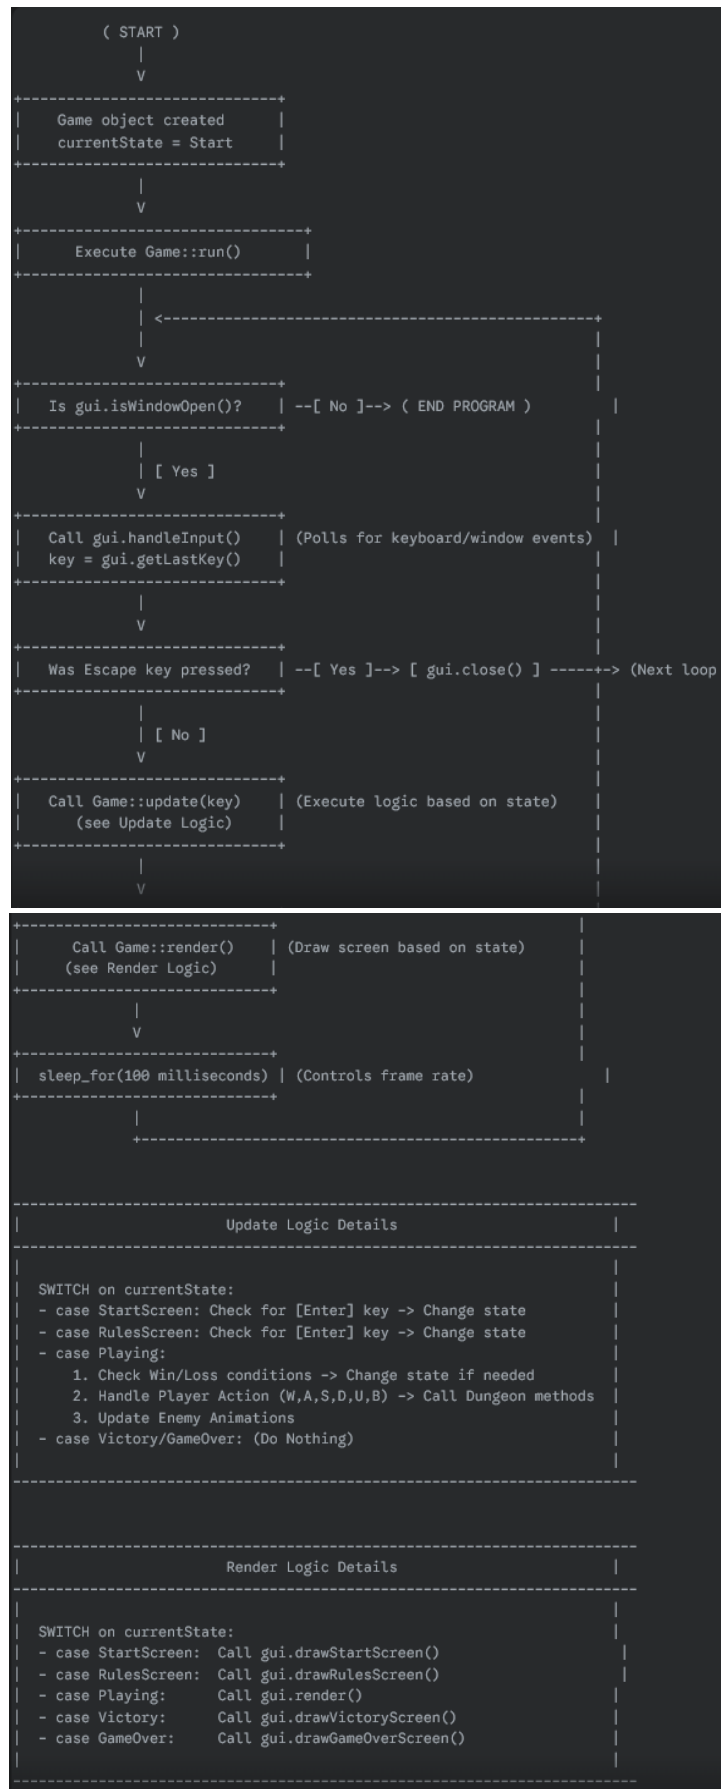 ( START )
|
V
+----------------------------+
|    Game object created      |
|    currentState = Start     |
+----------------------------+
|
V
+-------------------------------+
|      Execute Game::run()       |
+-------------------------------+
|
| <-----------------------------------------------+
|                                                 |
V                                                 |
+----------------------------+                    |
|   Is gui.isWindowOpen()?    | --[ No ]--> ( END PROGRAM )         |
+----------------------------+                    |
|                                                 |
| [ Yes ]                                         |
V                                                 |
+----------------------------+                    |
|   Call gui.handleInput()    | (Polls for keyboard/window events)  |
|   key = gui.getLastKey()    |                   |
+----------------------------+                    |
|                                                 |
V                                                 |
+----------------------------+                    |
|   Was Escape key pressed?   | --[ Yes ]--> [ gui.close() ] -----+-> (Next loop
+----------------------------+                    |
|                                                 |
| [ No ]                                          |
V                                                 |
+----------------------------+                    |
|   Call Game::update(key)    | (Execute logic based on state)    |
|      (see Update Logic)     |                   |
+----------------------------+                    |
|                                                 |
V                                                 |
+----------------------------+                    |
|      Call Game::render()    | (Draw screen based on state)      |
|     (see Render Logic)      |                   |
+----------------------------+                    |
|                                                 |
V                                                 |
+----------------------------+                    |
|  sleep_for(100 milliseconds) | (Controls frame rate)              |
+----------------------------+                    |
|                                                 |
+-------------------------------------------------+
------------------------------------------------------------------------
|                        Update Logic Details                         |
------------------------------------------------------------------------
|                                                                     |
|  SWITCH on currentState:                                            |
|  - case StartScreen: Check for [Enter] key -> Change state          |
|  - case RulesScreen: Check for [Enter] key -> Change state          |
|  - case Playing:                                                    |
|      1. Check Win/Loss conditions -> Change state if needed         |
|      2. Handle Player Action (W,A,S,D,U,B) -> Call Dungeon methods  |
|      3. Update Enemy Animations                                     |
|  - case Victory/GameOver: (Do Nothing)                              |
|                                                                     |
------------------------------------------------------------------------
------------------------------------------------------------------------
|                        Render Logic Details                         |
------------------------------------------------------------------------
|                                                                     |
|  SWITCH on currentState:                                            |
|  - case StartScreen:  Call gui.drawStartScreen()                     |
|  - case RulesScreen:  Call gui.drawRulesScreen()                     |
|  - case Playing:      Call gui.render()                             |
|  - case Victory:      Call gui.drawVictoryScreen()                  |
|  - case GameOver:     Call gui.drawGameOverScreen()                 |
|                                                                     |
------------------------------------------------------------------------